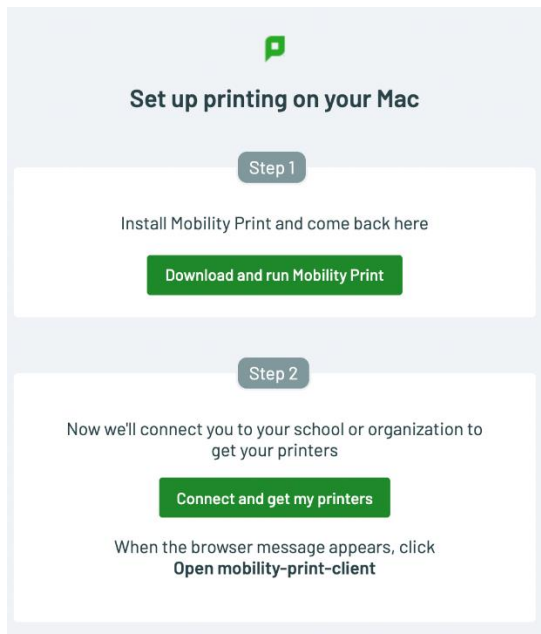 Set up printing on your Mac
Step 1
Install Mobility Print and come back here
Download and run Mobility Print
Step 2
Now we'll connect you to your school or organization to
get your printers
Connect and get my printers
When the browser message appears, click
Open mobility-print-client